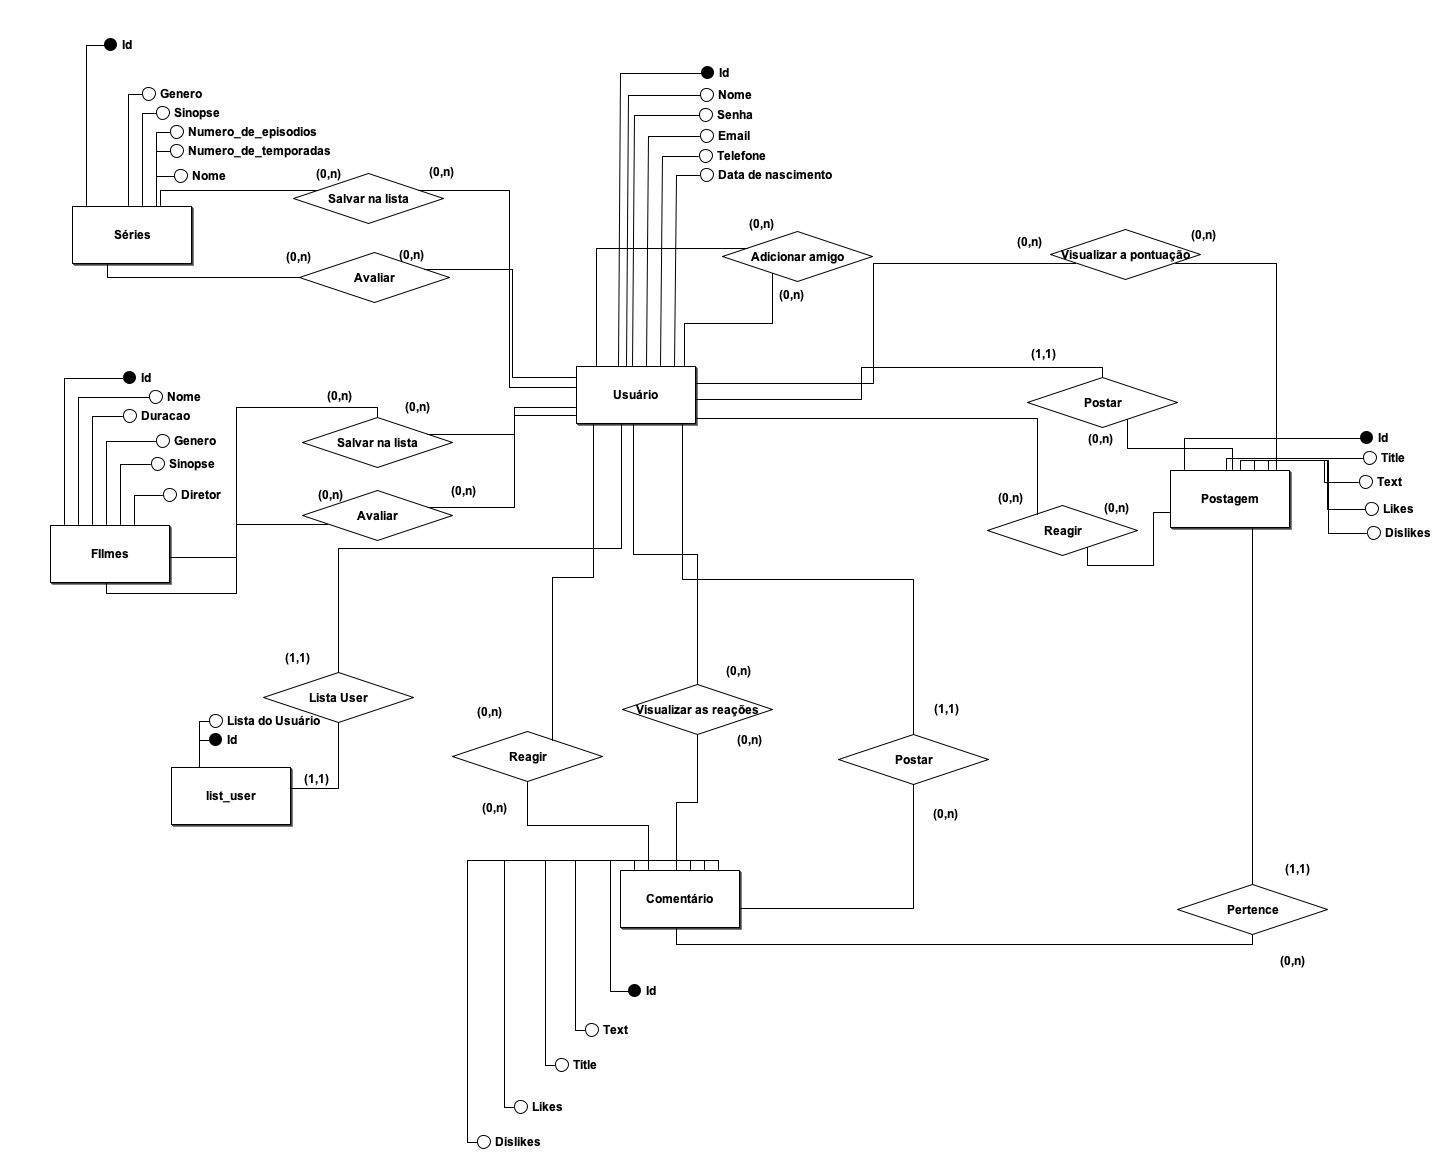 Id
Genero
Sinopse
Numero_de_episodios
Numero_de_temporadas
Nome
(0,n)
Salvar na lista
(0,n)
Séries
(0,n)
Avaliar
(0,n)
Id
Nome
Senha
Email
Telefone
Data de nascimento
(0,n)
Adicionar amigo
(0,n)
(0,n)
Visualizar a pontuação
(0,n)
Usuário
(1,1)
Postar
(0,n)
Id
Nome
Duracao
Genero
Sinopse
Diretor
FIlmes
(0,n)
Salvar na lista
(0,n)
(0,n)
Avaliar
(0,n)
(0,n)
Reagir
(0,n)
Id
Title
Text
Likes
Dislikes
Postagem
(1,1)
Lista User
Lista do Usuário
Id
(1,1)
list_user
(0,n)
Reagir
(0,n)
(0,n)
Visualizar as reações
(0,n)
(1,1)
Postar
(0,n)
Comentário
(1,1)
Pertence
(0,n)
Id
Text
Title
Likes
Dislikes